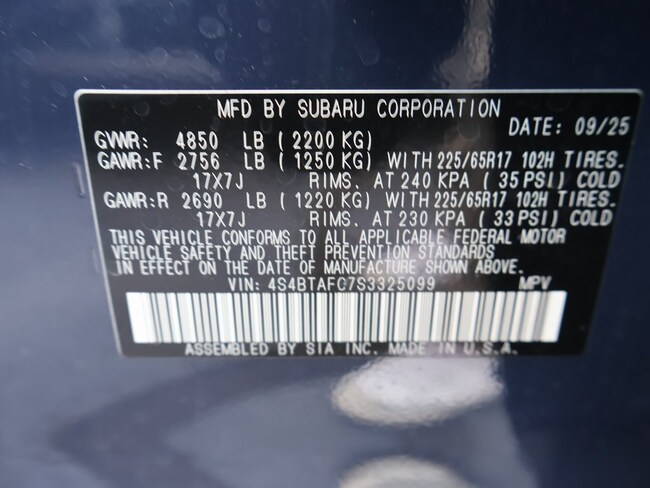 MFD BY SUBARU CORPORATION
DATE: 09/25
GVWR: 4850 LB ( 2200 KG)
GAWR:F 2756 LB ( 1250 KG) WITH 225/65R17 102H TIRES.
17X7J RIMS. AT 240 KPA ( 35 PSI) COLD
GAWR:R 2690 LB ( 1220 KG) WITH 225/65R17 102H TIRES.
17X7J RIMS. AT 230 KPA ( 33 PSI) COLD
THIS VEHICLE CONFORMS TO ALL APPLICABLE FEDERAL MOTOR
VEHICLE SAFETY AND THEFT PREVENTION STANDARDS
IN EFFECT ON THE DATE OF MANUFACTURE SHOWN ABOVE.
VIN: 4S4BTAFC7S3325099 MPV
ASSEMBLED BY SIA INC. MADE IN U.S.A.